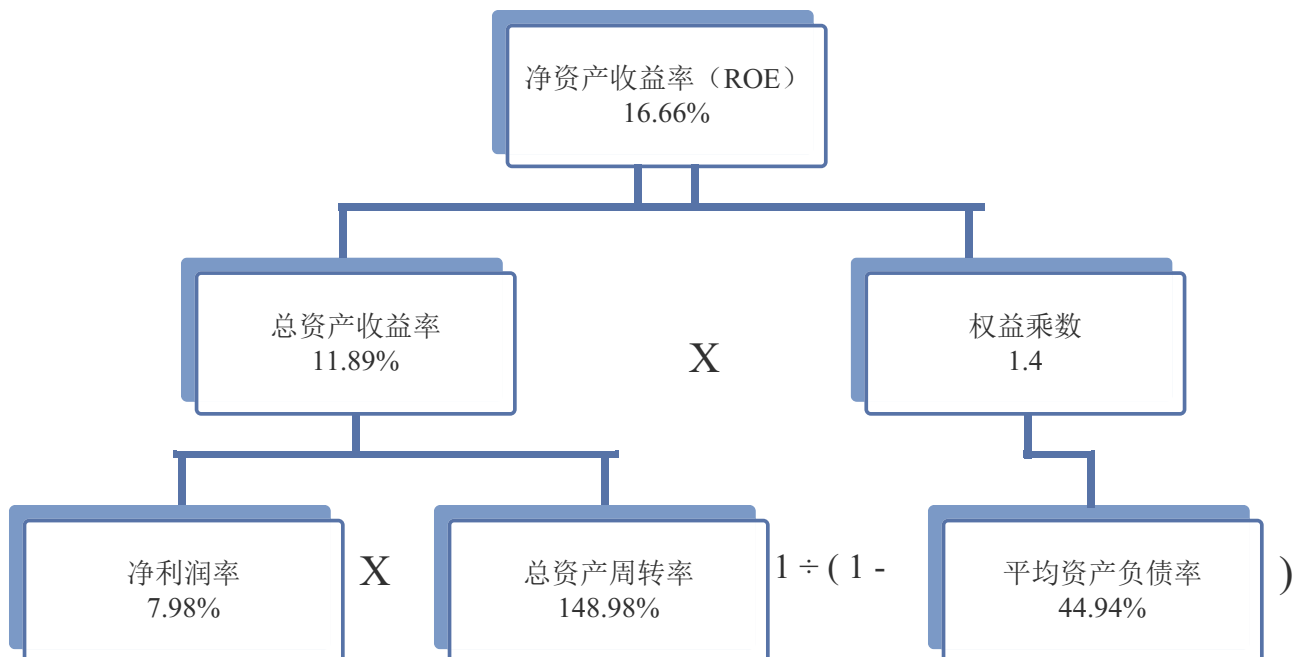 净资产收益率（ROE）
16.66%
总资产收益率
11.89%
X
权益乘数
1.4
净利润率
7.98%
X
总资产周转率
148.98%
1 ÷ ( 1 -
平均资产负债率
44.94%
)